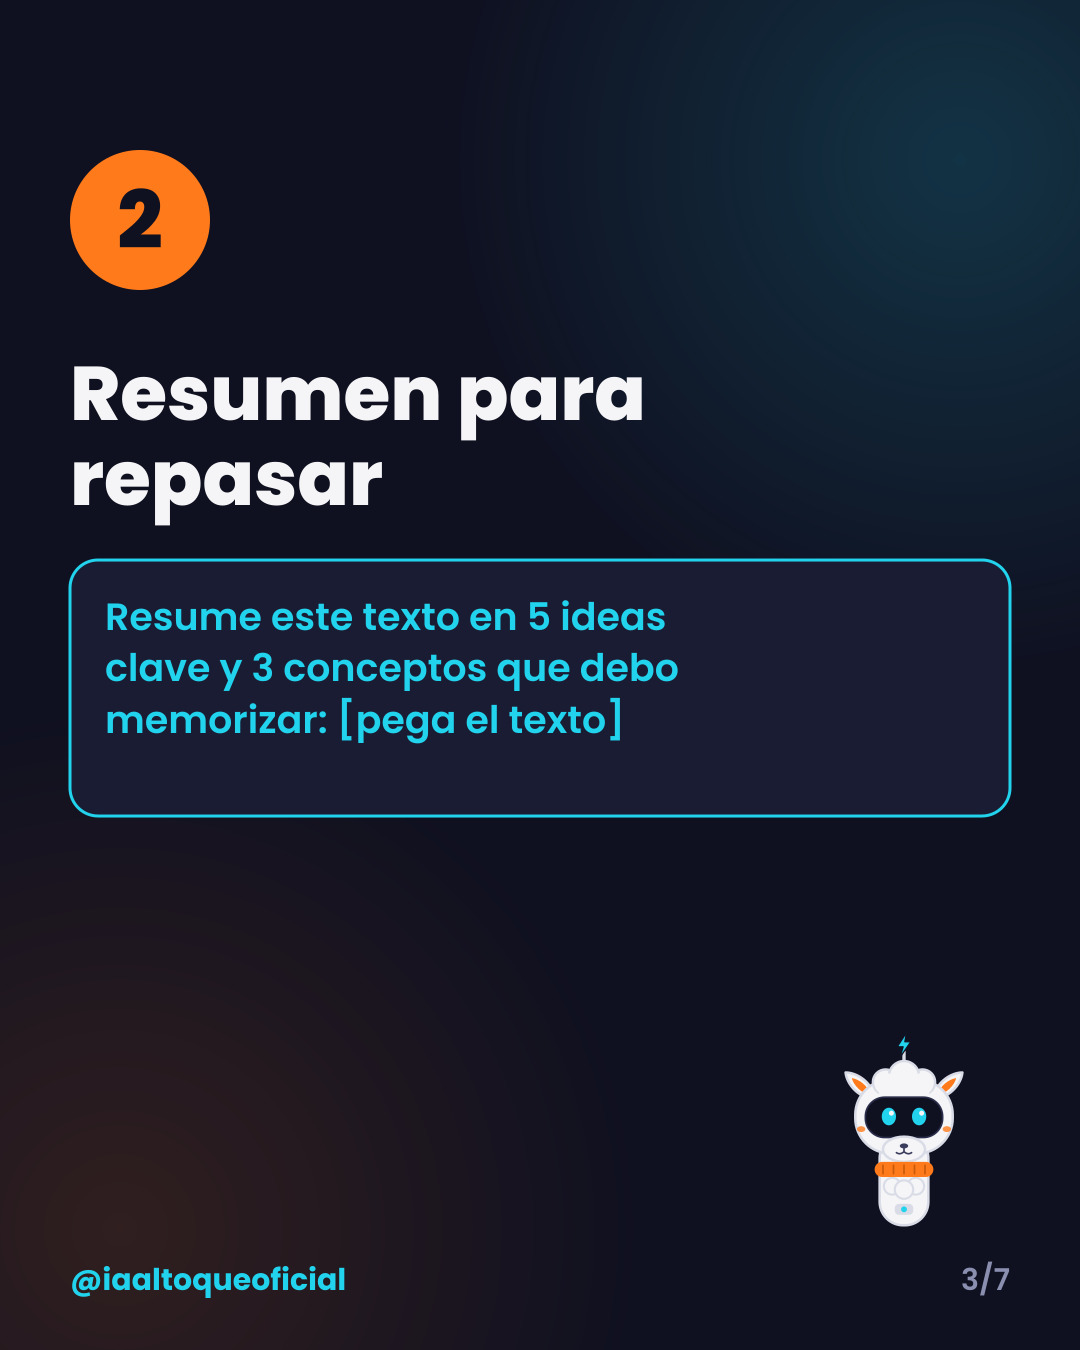 2
Resumen para
repasar
Resume este texto en 5 ideas
clave y 3 conceptos que debo
memorizar: [pega el texto]
@iaaltoqueoficial
3/7